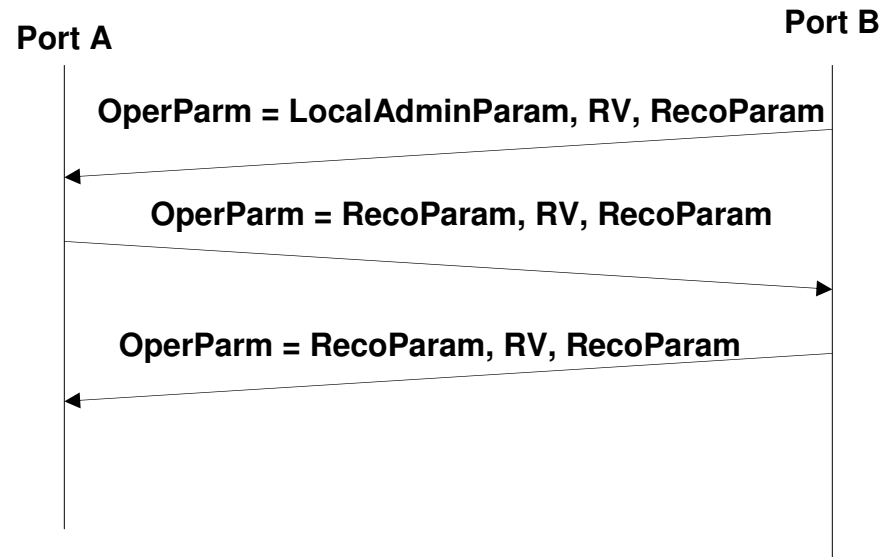 Port A
Port B
OperParm = LocalAdminParam, RV, RecoParam
OperParm = RecoParam, RV, RecoParam
OperParm = RecoParam, RV, RecoParam